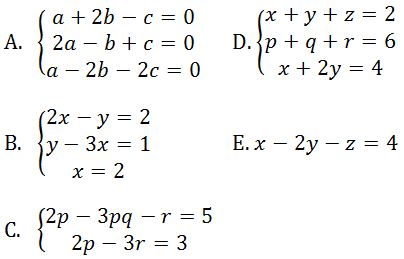 A. a + 2b − c = 0
2a − b + c = 0
a − 2b − 2c = 0
B. 2x − y = 2
y − 3x = 1
x = 2
C. 2p − 3pq − r = 5
2p − 3r = 3
D. x + y + z = 2
p + q + r = 6
x + 2y = 4
E. x − 2y − z = 4